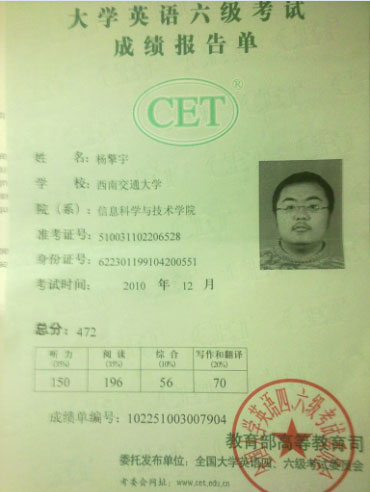 大学英语六级考试
成绩报告单
CET®
姓 名：杨擎宇
学 校：西南交通大学
院（系）：信息科学与技术学院
准考证号：510031102206528
身份证号：622301199104200551
考试时间： 2010 年 12 月
总分：472
听力 阅读 综合 写作和翻译
(35%) (35%) (10%) (20%)
150 196 56 70
成绩单编号：102251003007904
教育部高等教育司
全国大学英语四、六级考试委员会
委托发布单位：全国大学英语四、六级考试委员会
考委会网址：www.cet.edu.cn